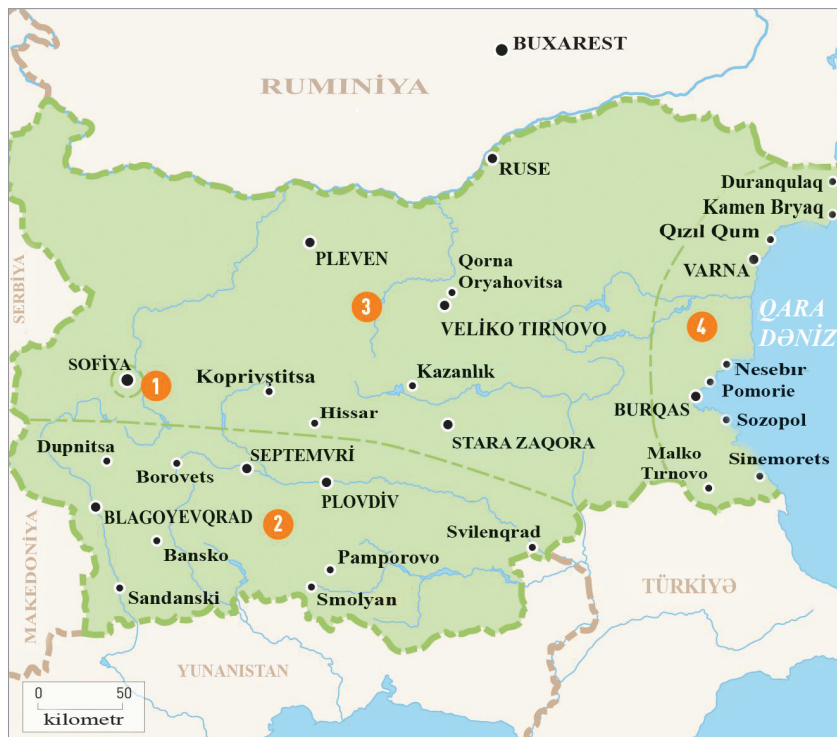 BUXAREST
RUMINİYA
RUSE
Duranqulaq
Kamen Bryaq
Qızıl Qum
VARNA
PLEVEN
Qorna
Oryahovitsa
VELİKO TIRNOVO
SERBİYA
3
4
QARA
DƏNİZ
SOFİYA
1
Koprivştitsa
Kazanlık
Nesebır
Pomorie
BURQAS
Hissar
STARA ZAQORA
Sozopol
Dupnitsa
Borovets
SEPTEMVRİ
Malko
Tırnovo
Sinemorets
PLOVDİV
BLAGOYEVQRAD
2
Svilenqrad
Bansko
Pamporovo
MAKEDONİYA
Sandanski
Smolyan
TÜRKİYƏ
YUNANISTAN
0 50
kilometr